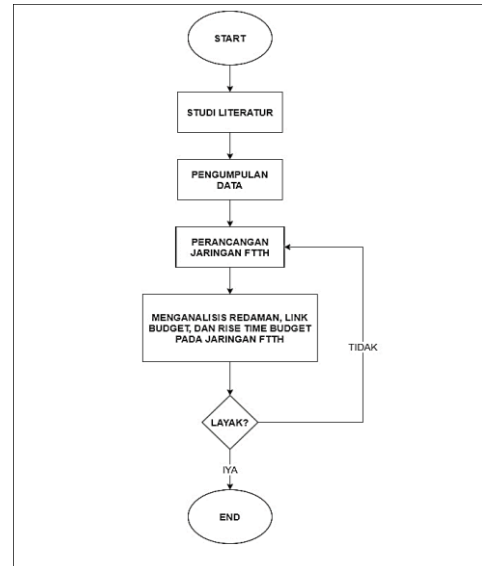 START
STUDI LITERATUR
PENGUMPULAN
DATA
PERANCANGAN
JARINGAN FTTH
MENGANALISIS REDAMAN, LINK
BUDGET, DAN RISE TIME BUDGET
PADA JARINGAN FTTH
TIDAK
LAYAK?
IYA
END